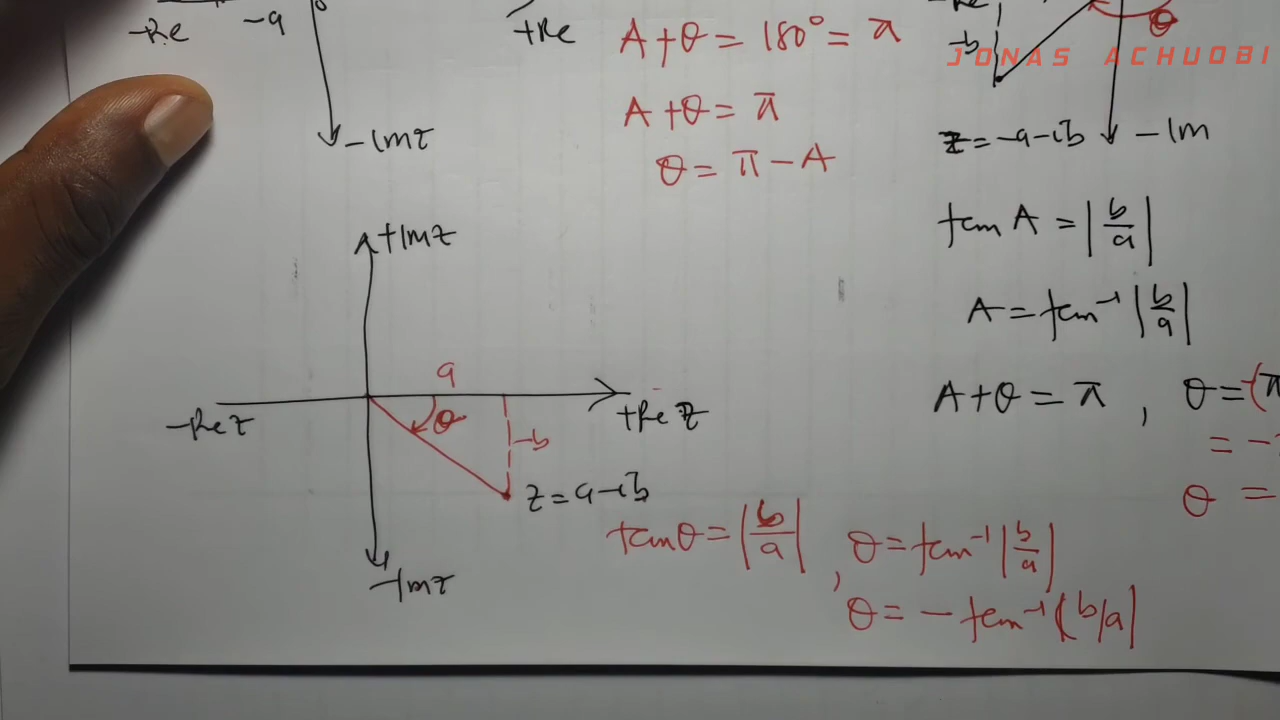 -Re -a +Re
A+θ = 180° = π
-b
JONAS ACHUOBI
A+θ = π
-Imz
z = -a-ib
-Im
θ = π - A
tan A = |b/a|
A = tan⁻¹ |b/a|
A+θ = π , θ = -(π
= -
θ =
+Imz
a
θ
-Rez
+Re z
-b
z = a-ib
-Imz
tanθ = |b/a| , θ = tan⁻¹ |b/a|
θ = - tan⁻¹ (b/a|